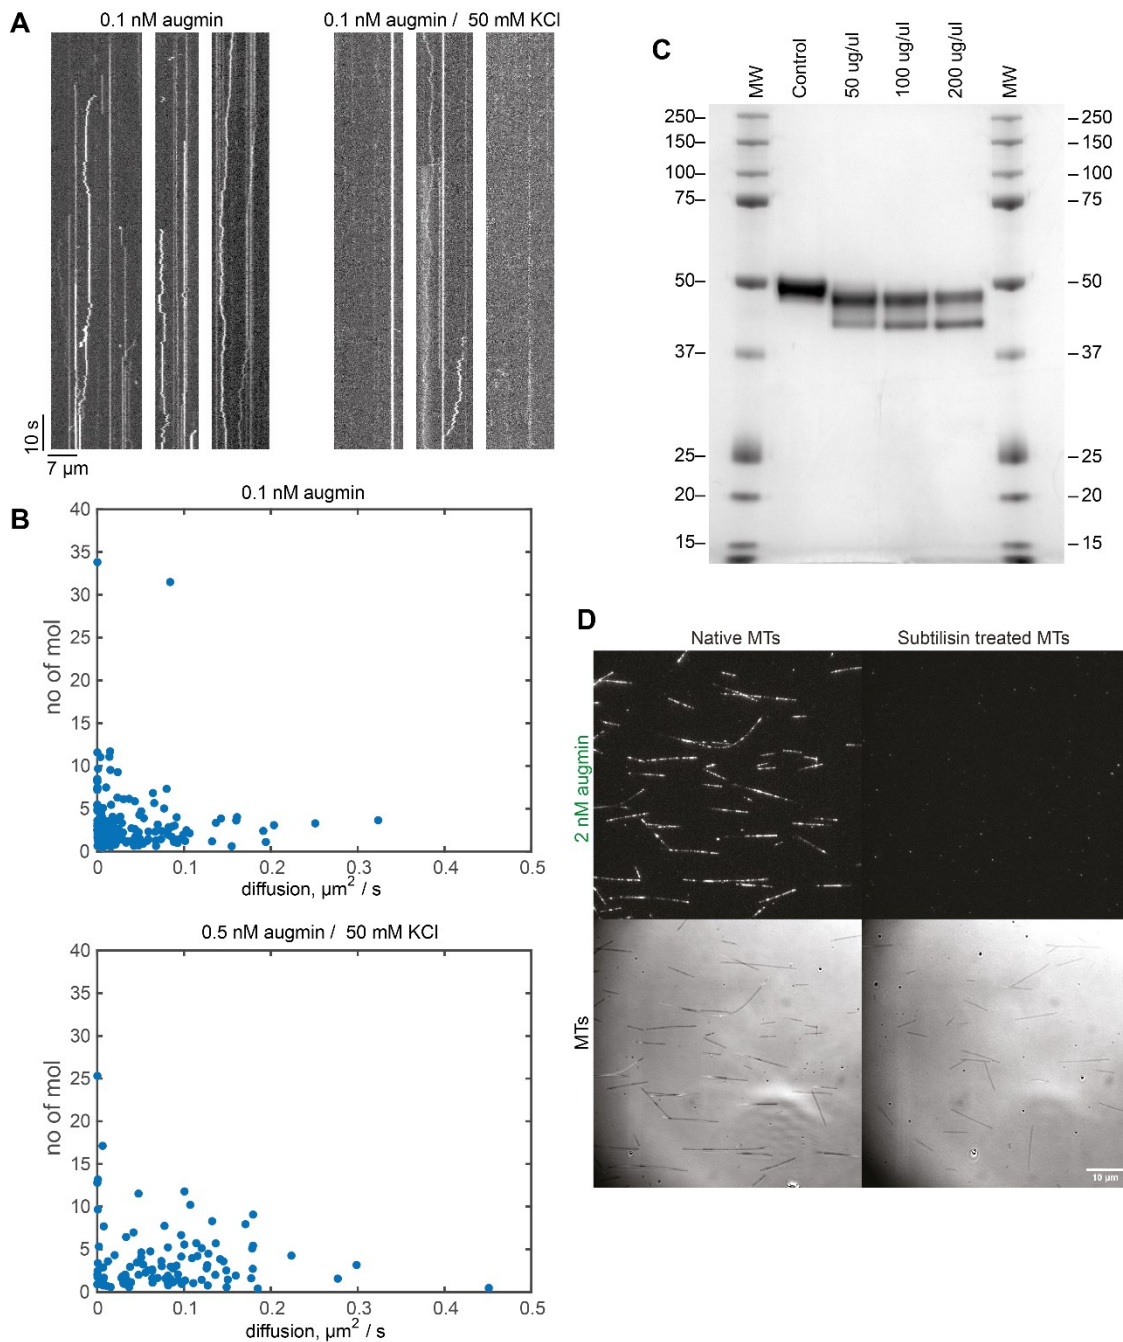 A
0.1 nM augmin
0.1 nM augmin / 50 mM KCl
10 s
7 µm
B
0.1 nM augmin
no of mol
40
35
30
25
20
15
10
5
0
0 0.1 0.2 0.3 0.4 0.5
diffusion, µm² / s
0.5 nM augmin / 50 mM KCl
no of mol
40
35
30
25
20
15
10
5
0
0 0.1 0.2 0.3 0.4 0.5
diffusion, µm² / s
C
MW
Control
50 ug/ul
100 ug/ul
200 ug/ul
MW
250– –250
150– –150
100– –100
75– –75
50– –50
37– –37
25– –25
20– –20
15– –15
D
Native MTs
Subtilisin treated MTs
2 nM augmin
MTs
10 µm